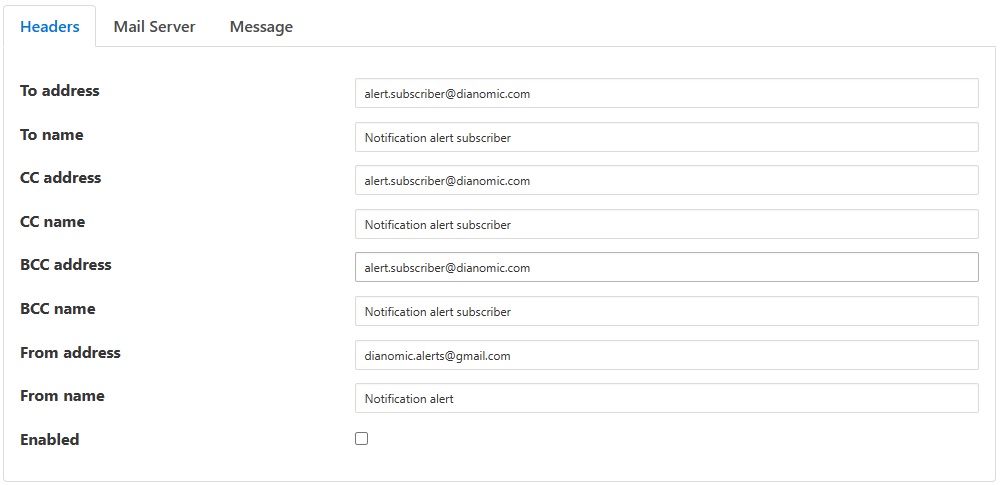 Headers Mail Server Message
To address alert.subscriber@dianomic.com
To name Notification alert subscriber
CC address alert.subscriber@dianomic.com
CC name Notification alert subscriber
BCC address alert.subscriber@dianomic.com
BCC name Notification alert subscriber
From address dianomic.alerts@gmail.com
From name Notification alert
Enabled